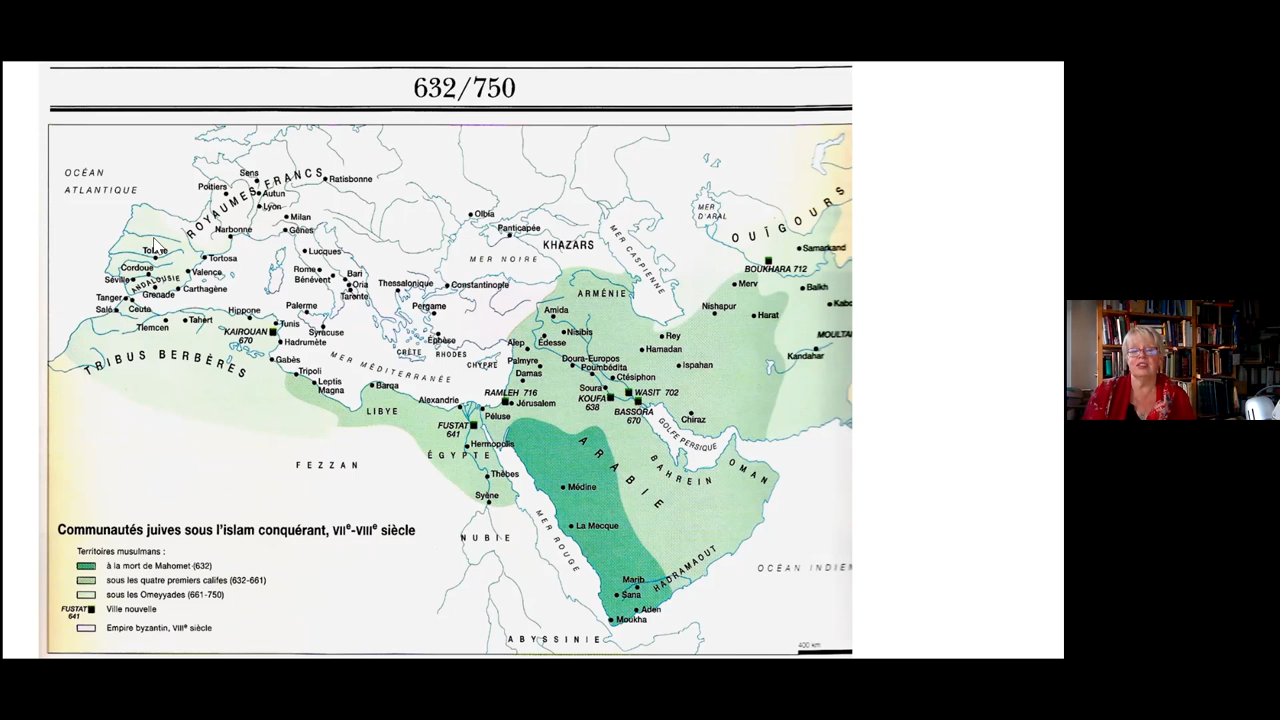 632/750
OCÉAN
ATLANTIQUE
ROYAUMES FRANCS
Sens
Poitiers
Ratisbonne
Autun
Lyon
Milan
Narbonne
Gênes
Olbia
Panticapée
KHAZARS
MER NOIRE
MER CASPIENNE
MER
D'ARAL
OUÏGOURS
Samarkand
BOUKHARA 712
Tortosa
Lucques
Cordoue
Valence
Rome
Bari
Séville
ANDALOUSIE
Bénévent
Oria
Tarente
Thessalonique
Constantinople
ARMÉNIE
Merv
Balkh
Tanger
Grenade
Carthagène
Salé
Ceuta
Hippone
Palerme
Pergame
Amida
Nishapur
Harat
Tlemcen
Tahert
Tunis
KAIROUAN
670
Syracuse
Hadrumète
Éphèse
Nisibis
Édesse
Rey
MOULTAN
TRIBUS BERBÈRES
Gabès
MER MÉDITERRANÉE
CRÈTE
RHODES
CHYPRE
Alep
Hamadan
Kandahar
Palmyre
Doura-Europos
Poumbédita
Ispahan
Tripoli
Leptis
Magna
Barqa
Damas
Ctésiphon
Soura
RAMLEH 716
KOUFA
638
WASIT 702
Alexandrie
Jérusalem
BASSORA
670
Chiraz
LIBYE
Péluse
FUSTAT
641
GOLFE PERSIQUE
Hermopolis
ÉGYPTE
ARABIE
BAHREIN
OMAN
FEZZAN
Thèbes
Médine
Syène
MER ROUGE
La Mecque
NUBIE
Communautés juives sous l'islam conquérant, VIIe-VIIIe siècle
Territoires musulmans :
à la mort de Mahomet (632)
sous les quatre premiers califes (632-661)
sous les Omeyyades (661-750)
FUSTAT
641
Ville nouvelle
Empire byzantin, VIIIe siècle
HADRAMAOUT
OCÉAN INDIEN
Marib
Sana
Aden
Moukha
ABYSSINIE
400 km